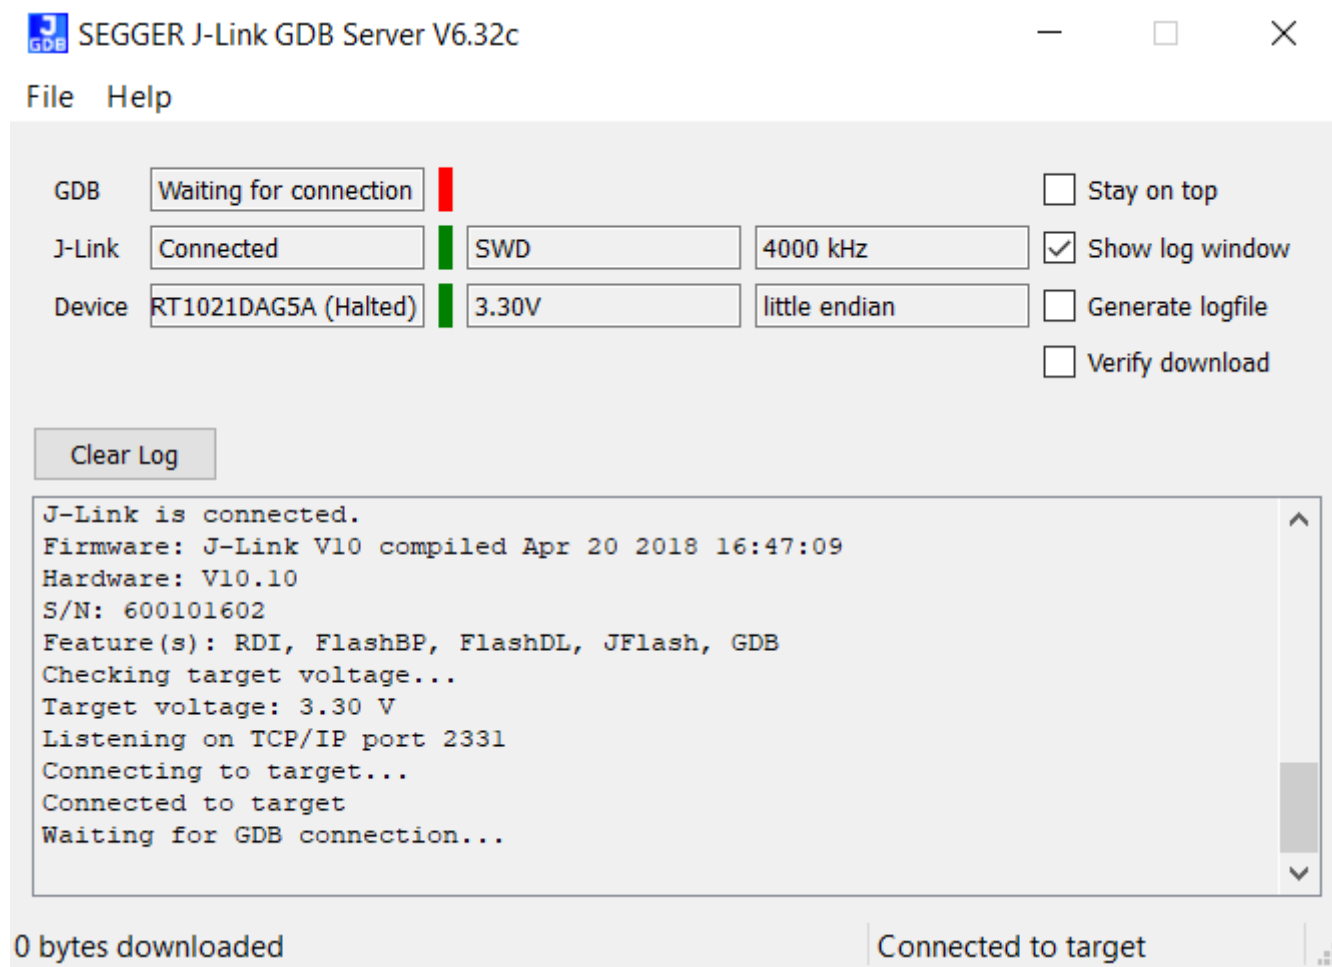 J GDB SEGGER J-Link GDB Server V6.32c
File Help
GDB Waiting for connection Stay on top
J-Link Connected SWD 4000 kHz Show log window
Device RT1021DAG5A (Halted) 3.30V little endian Generate logfile
Verify download
Clear Log
J-Link is connected.
Firmware: J-Link V10 compiled Apr 20 2018 16:47:09
Hardware: V10.10
S/N: 600101602
Feature(s): RDI, FlashBP, FlashDL, JFlash, GDB
Checking target voltage...
Target voltage: 3.30 V
Listening on TCP/IP port 2331
Connecting to target...
Connected to target
Waiting for GDB connection...
0 bytes downloaded Connected to target